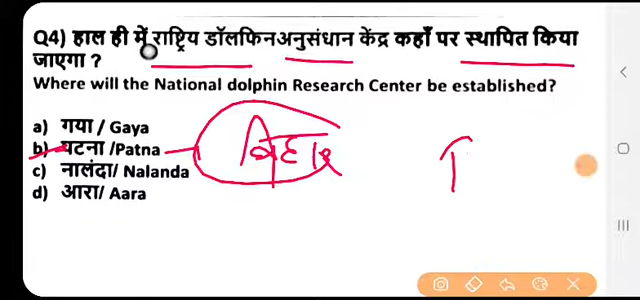 Q4) हाल ही में राष्ट्रिय डॉलफिनअनुसंधान केंद्र कहाँ पर स्थापित किया
जाएगा ?
Where will the National dolphin Research Center be established?
a) गया / Gaya
b) पटना /Patna
बिहार
c) नालंदा/ Nalanda
d) आरा/ Aara